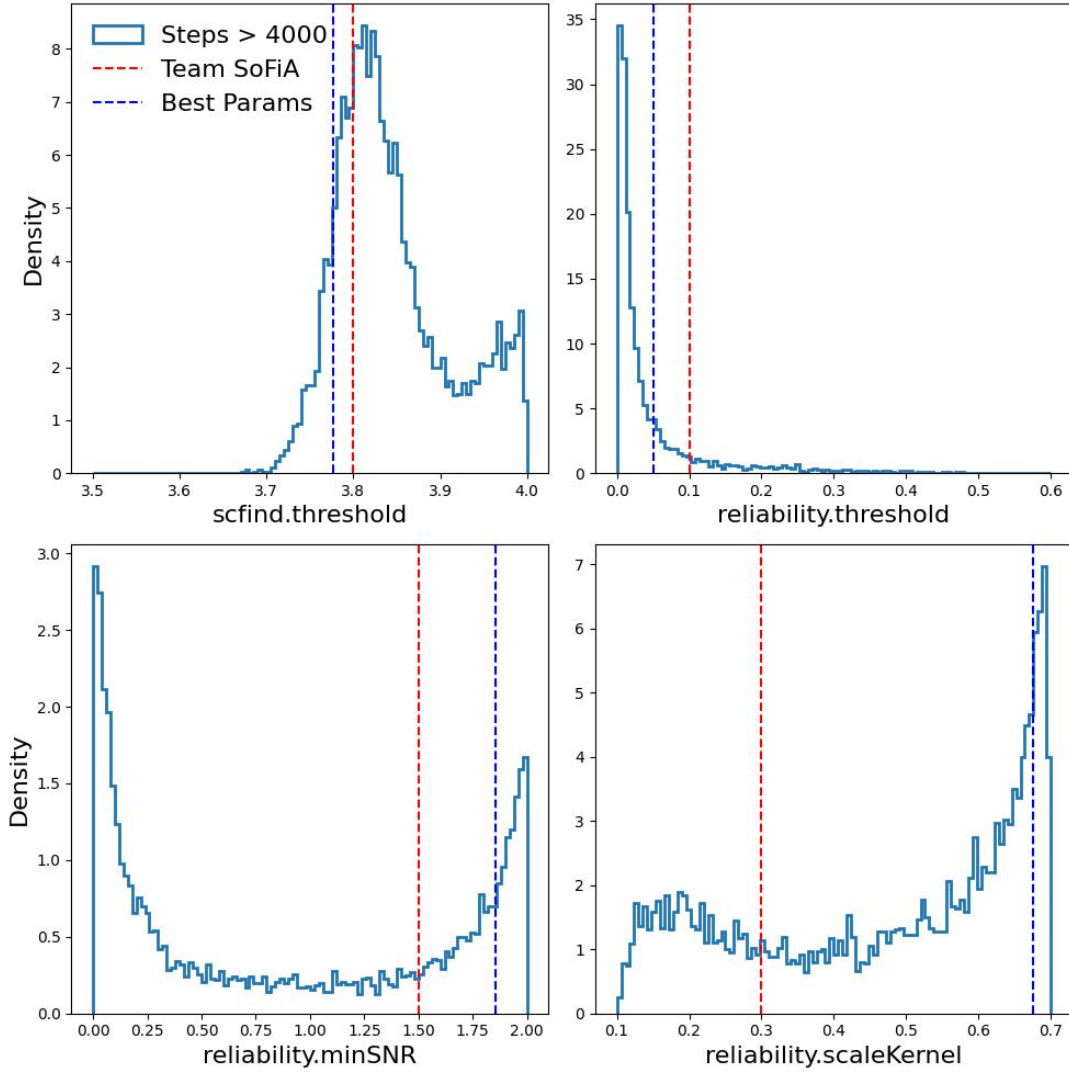 Steps > 4000
Team SoFiA
Best Params
Density
8
7
6
5
4
3
2
1
0
3.5 3.6 3.7 3.8 3.9 4.0
scfind.threshold
35
30
25
20
15
10
5
0
0.0 0.1 0.2 0.3 0.4 0.5 0.6
reliability.threshold
Density
3.0
2.5
2.0
1.5
1.0
0.5
0.0
0.00 0.25 0.50 0.75 1.00 1.25 1.50 1.75 2.00
reliability.minSNR
7
6
5
4
3
2
1
0
0.1 0.2 0.3 0.4 0.5 0.6 0.7
reliability.scaleKernel